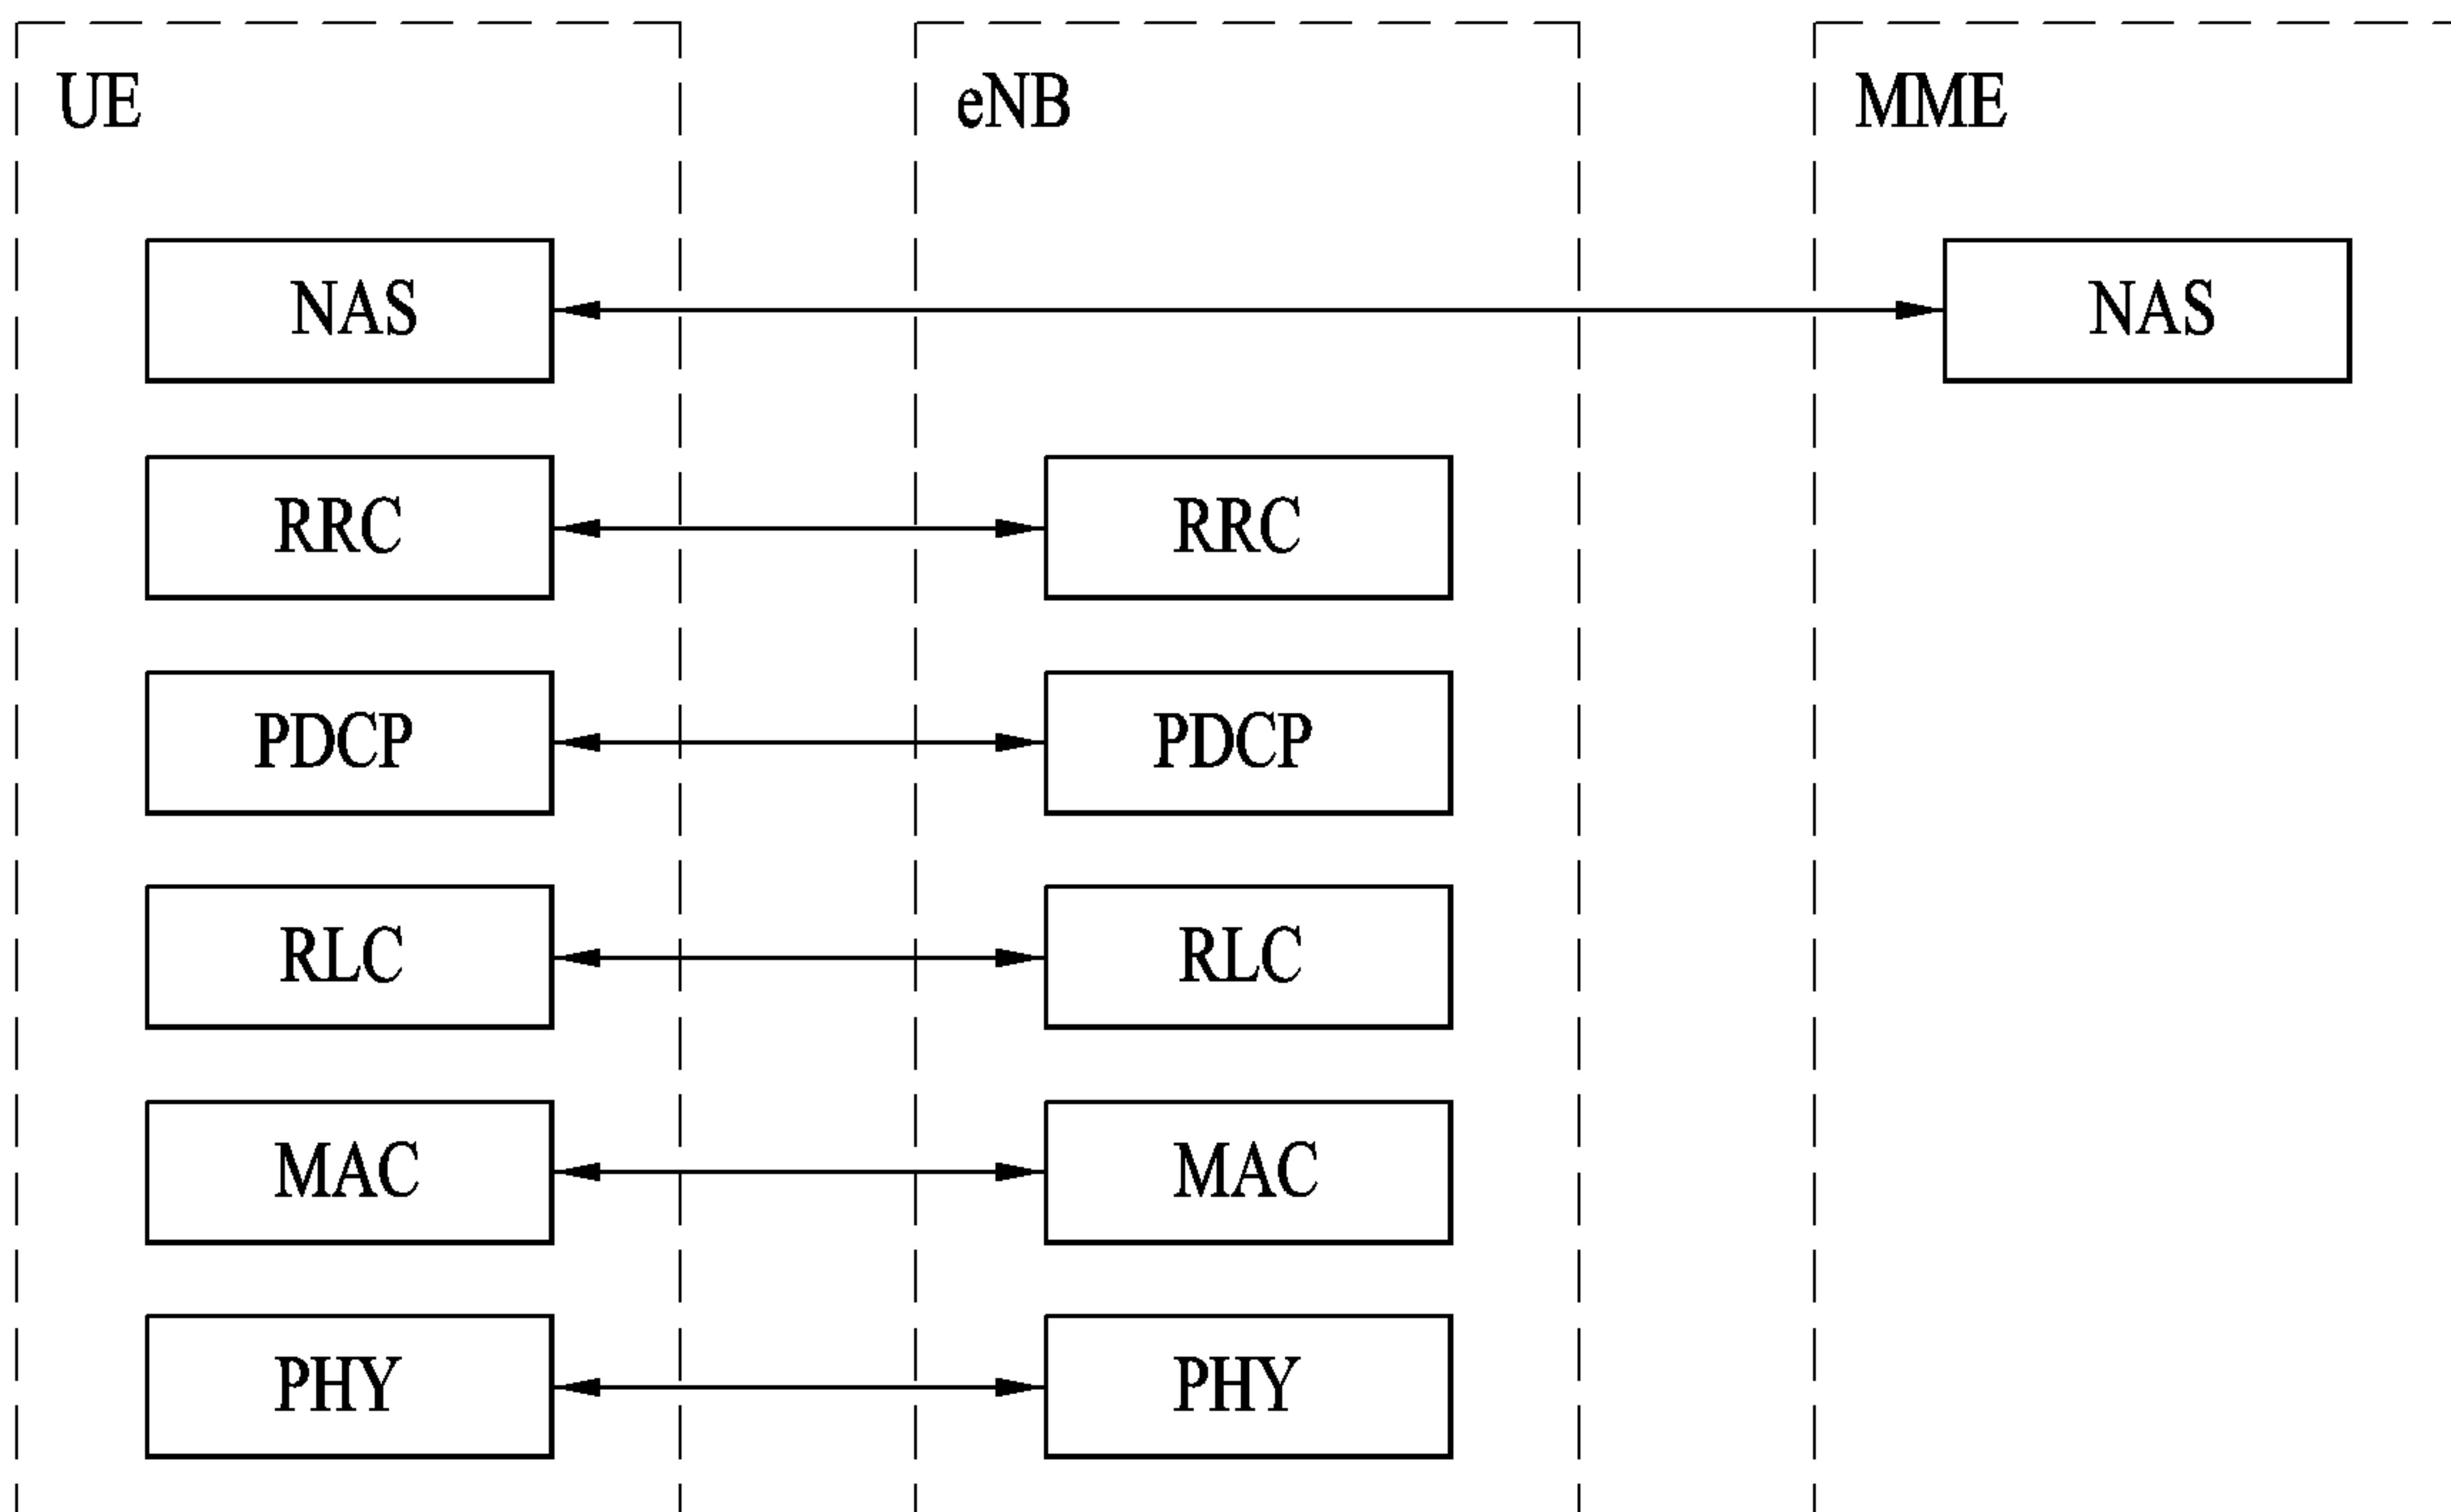 UE eNB MME
NAS NAS
RRC RRC
PDCP PDCP
RLC RLC
MAC MAC
PHY PHY